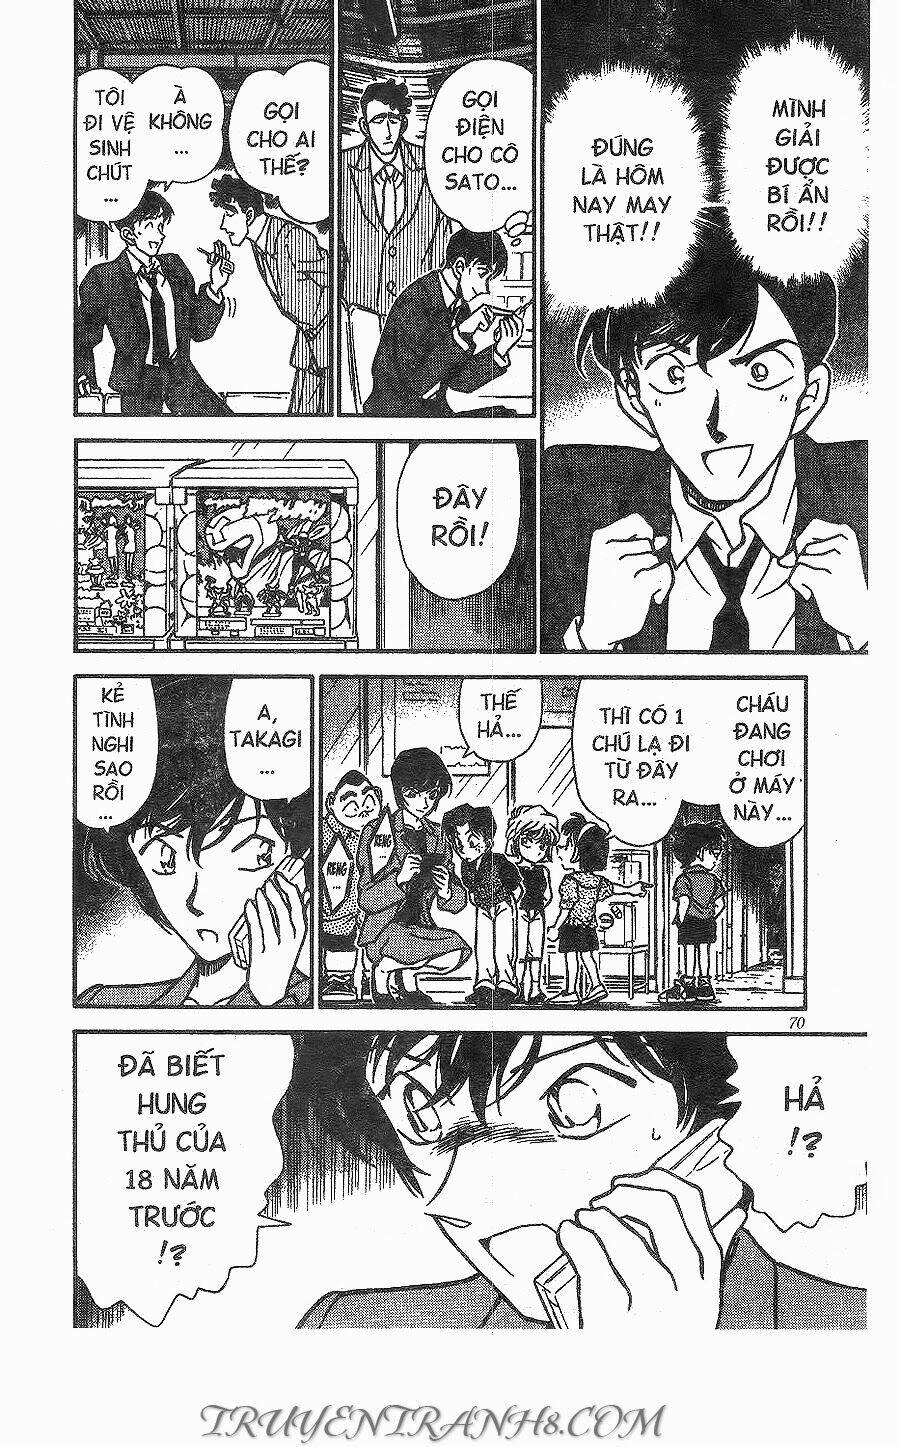 MÌNH
GIẢI
ĐƯỢC
BÍ ẨN
RỒI!!
ĐÚNG
LÀ HÔM
NAY MAY
THẬT!!
GỌI
ĐIỆN
CHO CÔ
SATO...
GỌI
CHO AI
THẾ?
À
KHÔNG
...
TÔI
ĐI VỆ
SINH
CHÚT
...
ĐÂY
RỒI!
CHÁU
ĐANG
CHƠI
Ở MÁY
NÀY...
THÌ CÓ 1
CHÚ LẠ ĐI
TỪ ĐÂY
RA...
THẾ
HẢ...
RENG
...
RENG
...
RENG
...
A,
TAKAGI
...
KẺ
TÌNH
NGHI
SAO
RỒI
...
70
HẢ
!?
ĐÃ BIẾT
HUNG
THỦ CỦA
18 NĂM
TRƯỚC
!?
TRUYENTRANH8.COM